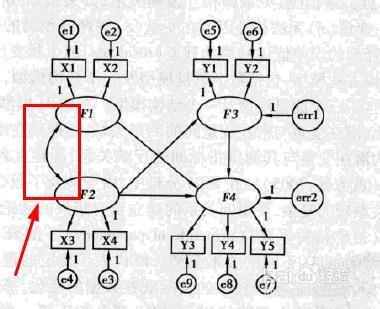 e1 e2 e5 e6
1 1 1 1
X1 X2 Y1 Y2
1 1
F1 F3 1 err1
F2 F4 1 err2
1 1
X3 X4 Y3 Y4 Y5
1 1 1 1 1
e4 e3 e9 e8 e7